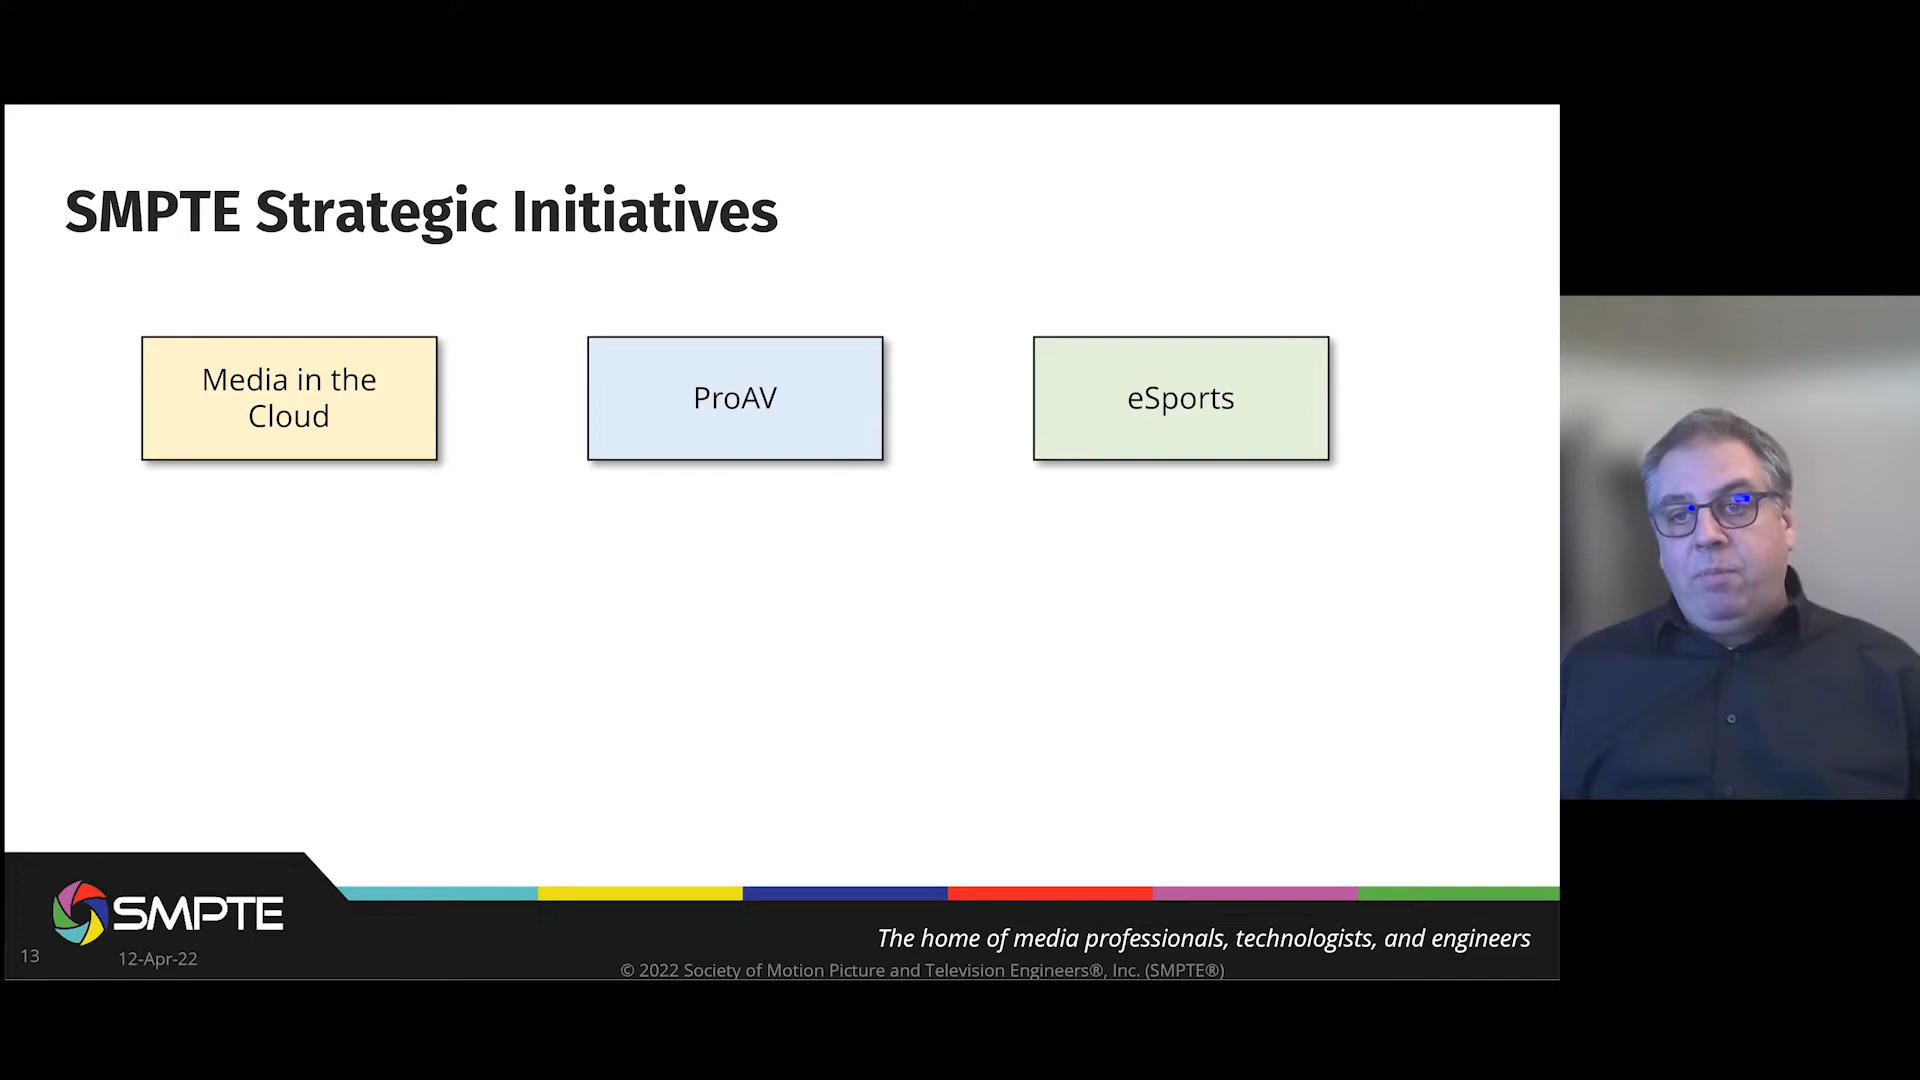 SMPTE Strategic Initiatives
Media in the
Cloud
ProAV
eSports
SMPTE
The home of media professionals, technologists, and engineers
13
12-Apr-22
© 2022 Society of Motion Picture and Television Engineers®, Inc. (SMPTE®)